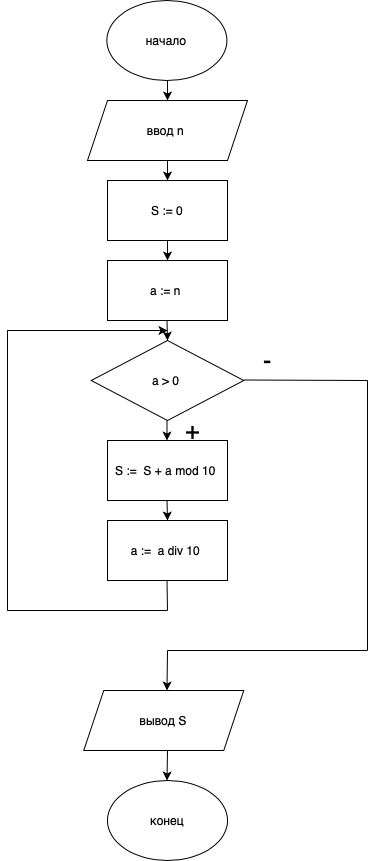 начало
ввод n
S := 0
a := n
a > 0
-
+
S := S + a mod 10
a := a div 10
вывод S
конец